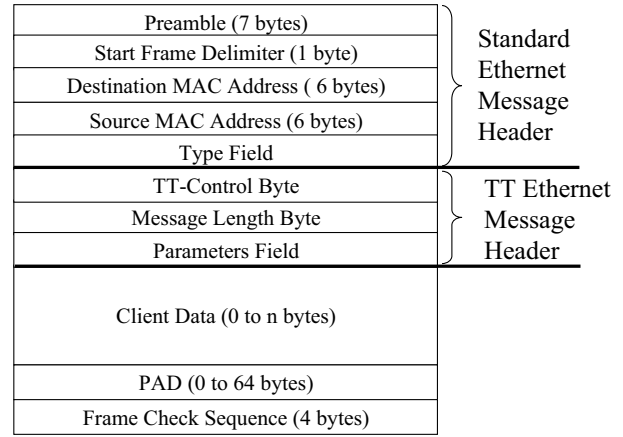 Preamble (7 bytes)
Start Frame Delimiter (1 byte)
Destination MAC Address ( 6 bytes)
Source MAC Address (6 bytes)
Type Field
Standard
Ethernet
Message
Header
TT-Control Byte
Message Length Byte
Parameters Field
TT Ethernet
Message
Header
Client Data (0 to n bytes)
PAD (0 to 64 bytes)
Frame Check Sequence (4 bytes)